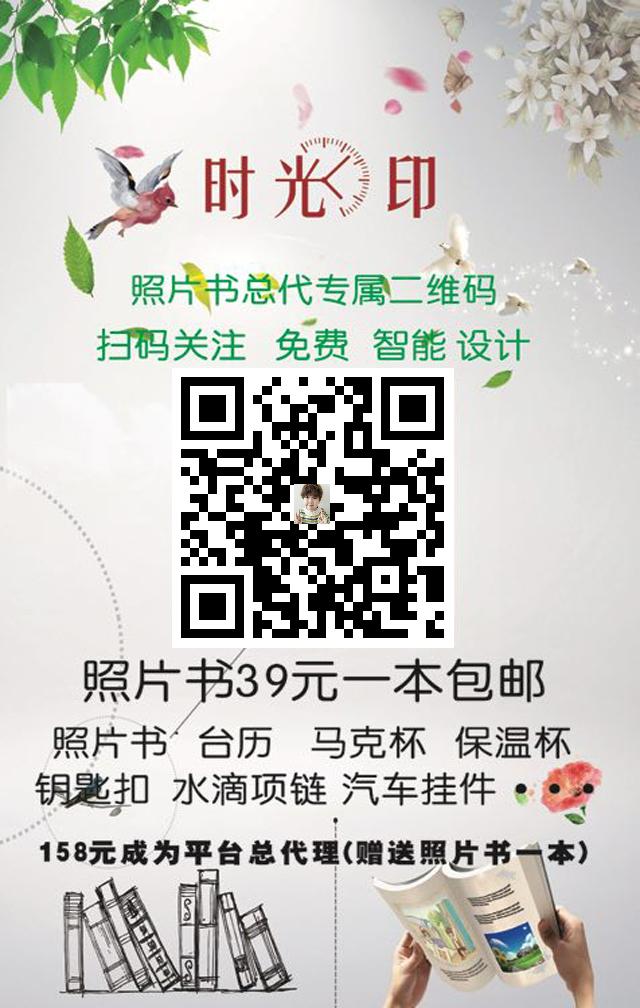 时光印
照片书总代专属二维码
扫码关注 免费 智能 设计
照片书39元一本包邮
照片书 台历 马克杯 保温杯
钥匙扣 水滴项链 汽车挂件
158元成为平台总代理(赠送照片书一本)